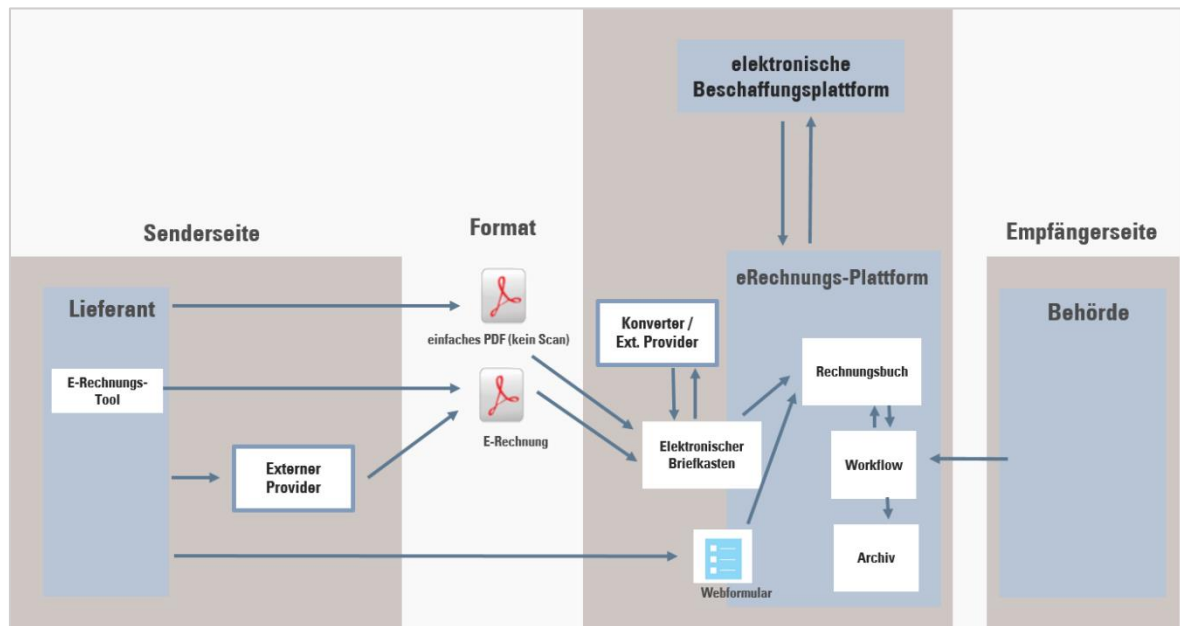 elektronische
Beschaffungsplattform
Senderseite
Format
Empfängerseite
Lieferant
einfaches PDF (kein Scan)
E-Rechnungs-
Tool
E-Rechnung
Externer
Provider
Konverter /
Ext. Provider
eRechnungs-Plattform
Rechnungsbuch
Elektronischer
Briefkasten
Workflow
Archiv
Webformular
Behörde